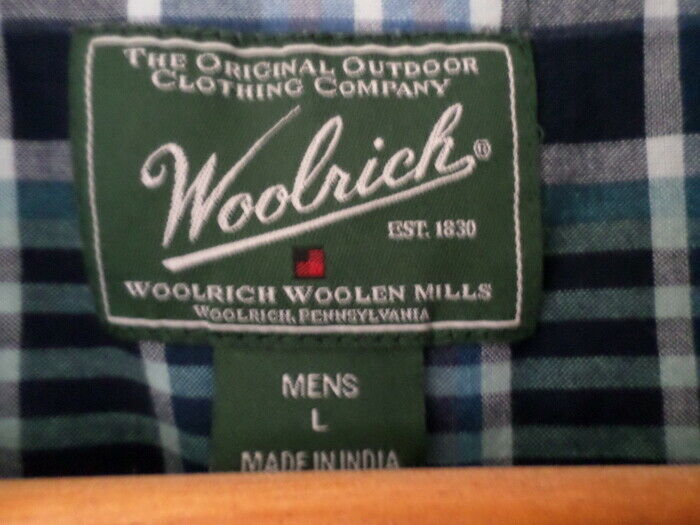 The Original Outdoor
Clothing Company
Woolrich®
EST. 1830
Woolrich Woolen Mills
Woolrich, Pennsylvania
MENS
L
MADE IN INDIA